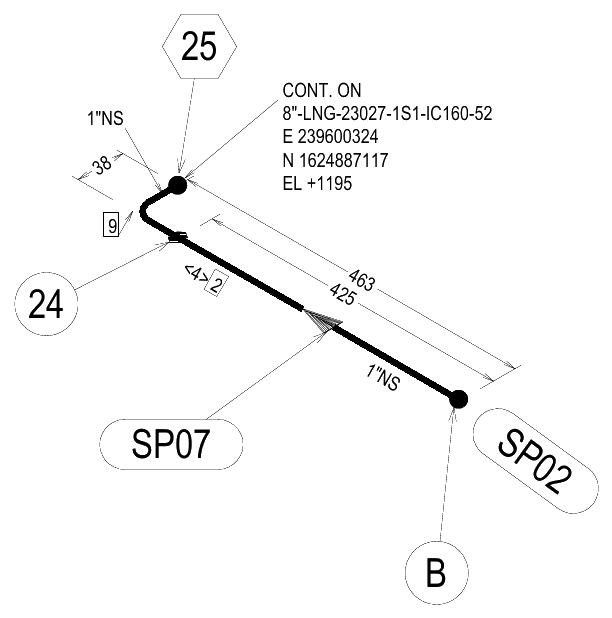 25
CONT. ON
8"-LNG-23027-1S1-IC160-52
E 239600324
N 1624887117
EL +1195
1"NS
38
9
24
<4> 2
463
425
1"NS
SP07
SP02
B